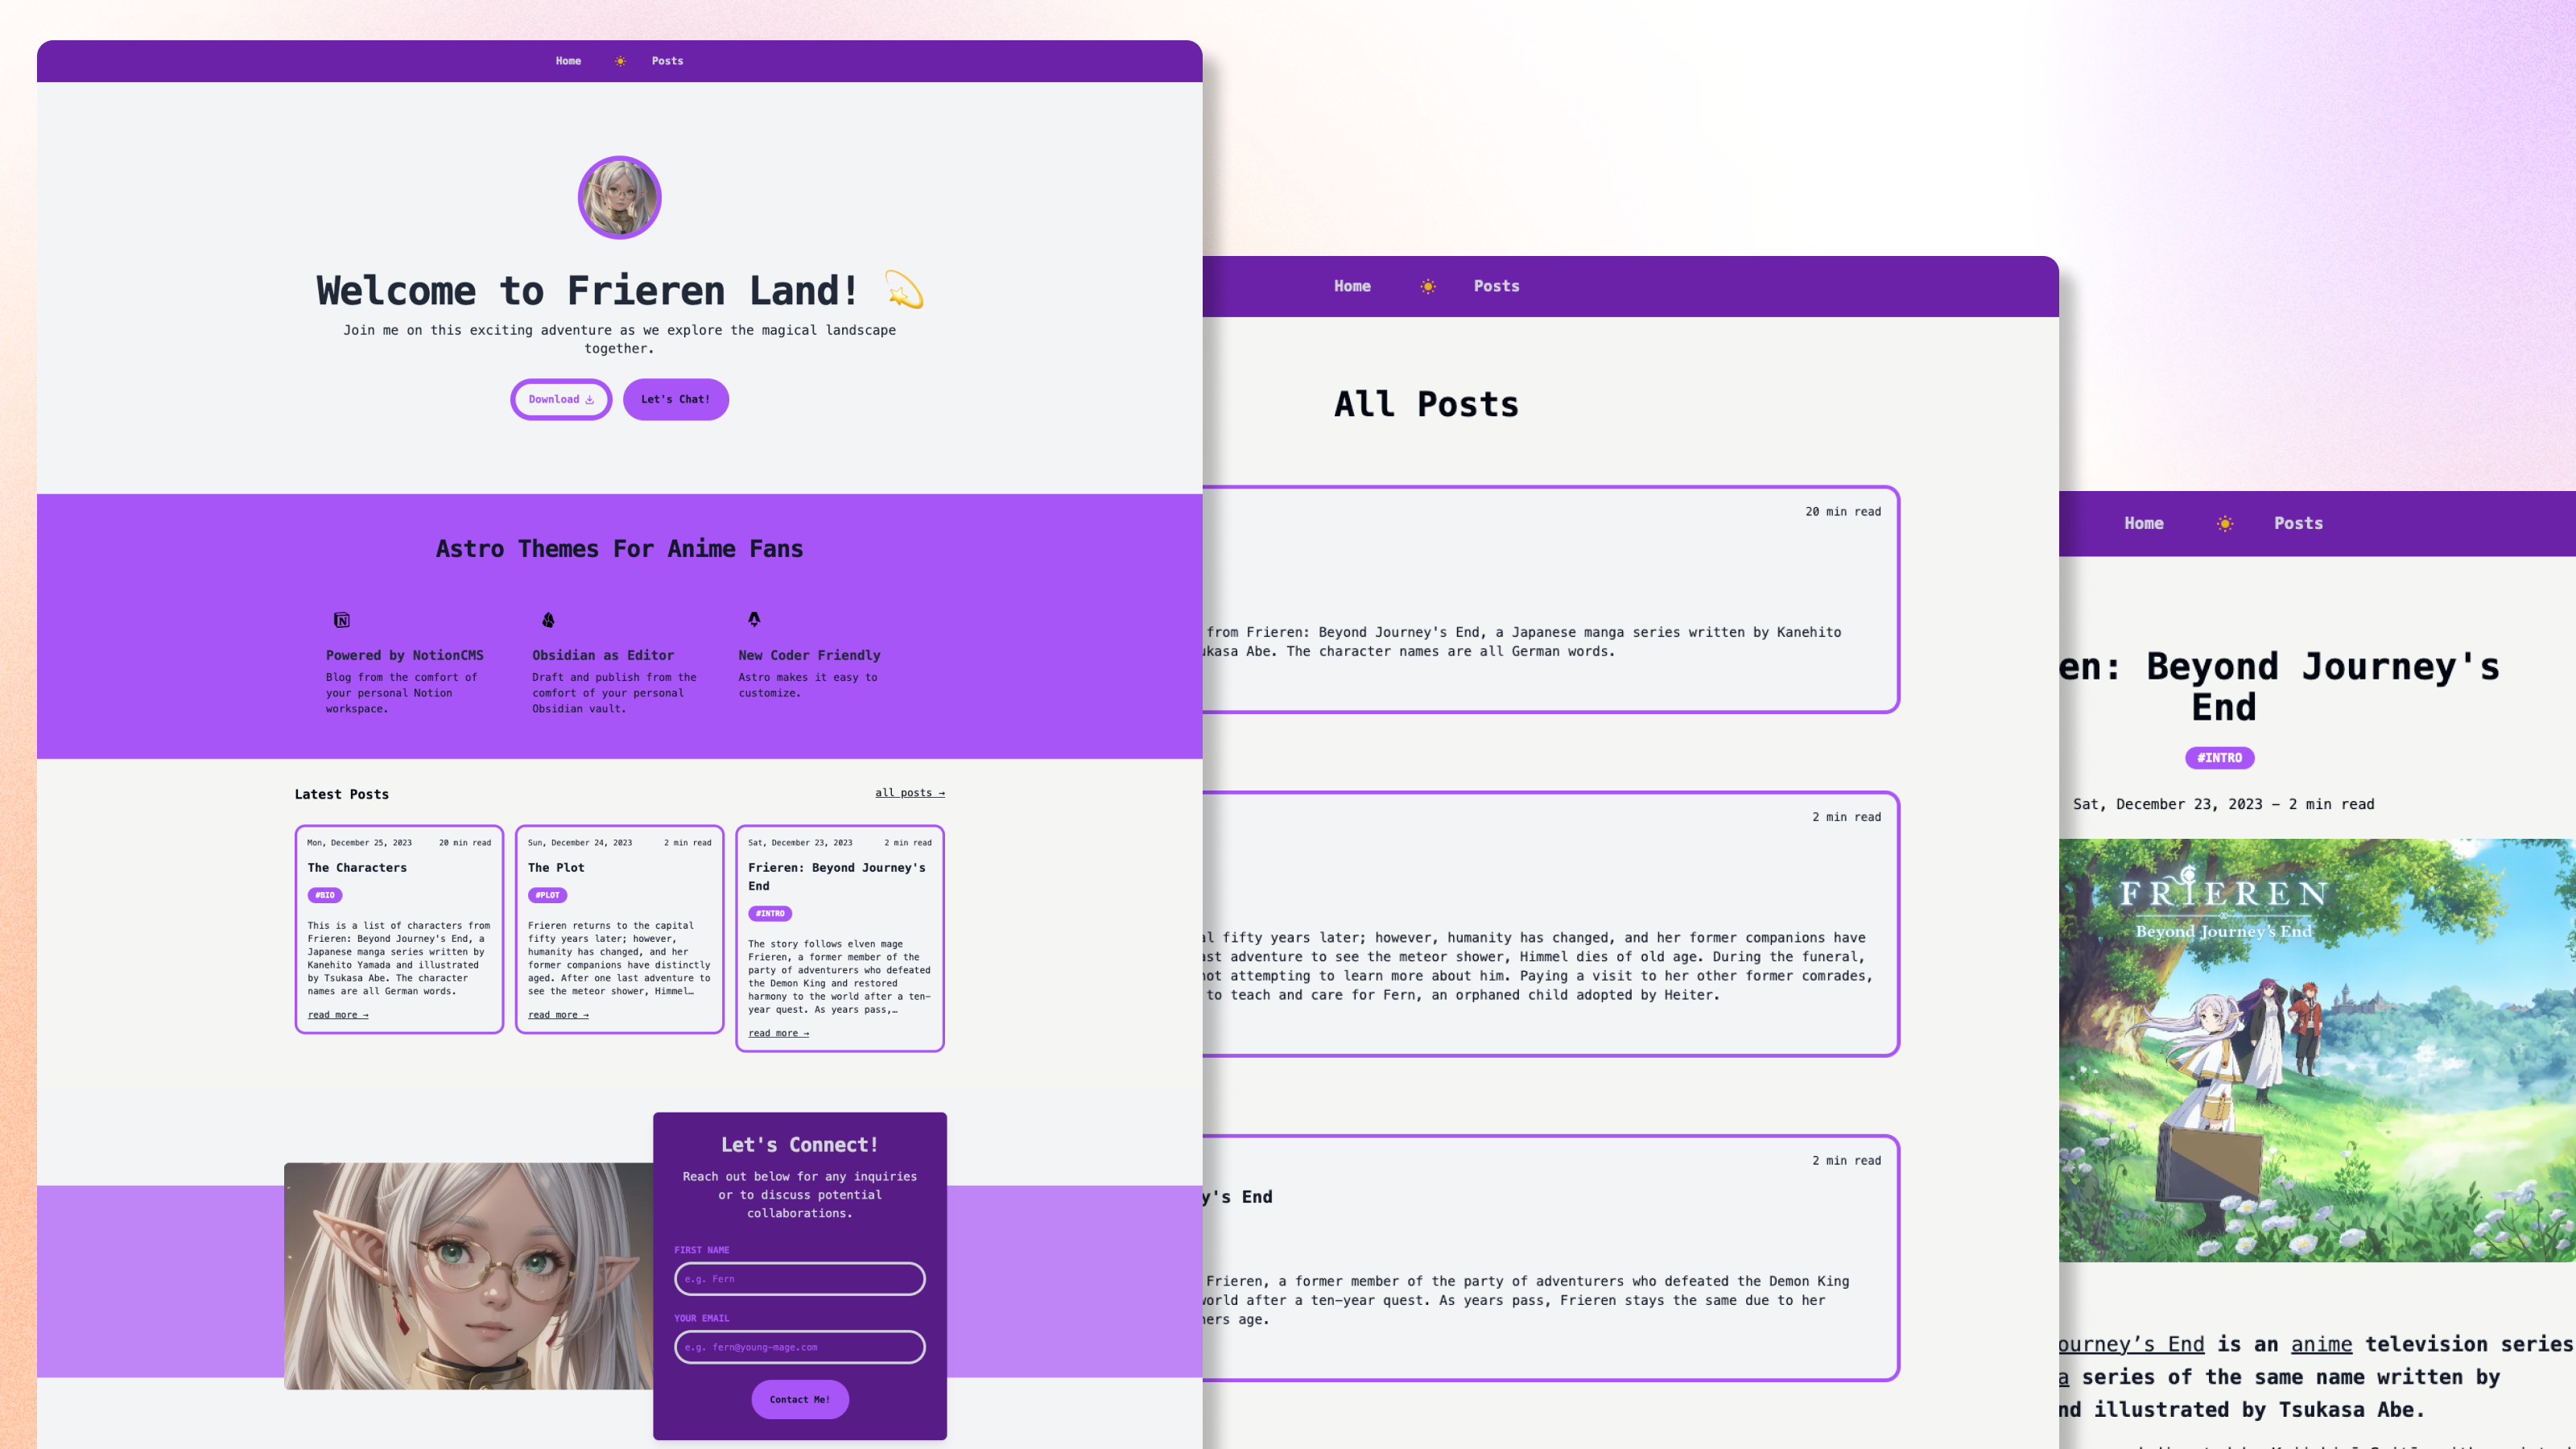 Home
Posts
Welcome to Frieren Land! 💫
Join me on this exciting adventure as we explore the magical landscape
together.
Download
Let's Chat!
Astro Themes For Anime Fans
Powered by NotionCMS
Blog from the comfort of
your personal Notion
workspace.
Obsidian as Editor
Draft and publish from the
comfort of your personal
Obsidian vault.
New Coder Friendly
Astro makes it easy to
customize.
Latest Posts
all posts →
Mon, December 25, 2023
20 min read
The Characters
#BIO
This is a list of characters from
Frieren: Beyond Journey's End, a
Japanese manga series written by
Kanehito Yamada and illustrated
by Tsukasa Abe. The character
names are all German words.
read more →
Sun, December 24, 2023
2 min read
The Plot
#PLOT
Frieren returns to the capital
fifty years later; however,
humanity has changed, and her
former companions have distinctly
aged. After one last adventure to
see the meteor shower, Himmel…
read more →
Sat, December 23, 2023
2 min read
Frieren: Beyond Journey's
End
#INTRO
The story follows elven mage
Frieren, a former member of the
party of adventurers who defeated
the Demon King and restored
harmony to the world after a ten-
year quest. As years pass,…
read more →
Let's Connect!
Reach out below for any inquiries
or to discuss potential
collaborations.
FIRST NAME
e.g. Fern
YOUR EMAIL
e.g. fern@young-mage.com
Contact Me!
Home
Posts
All Posts
20 min read
from Frieren: Beyond Journey's End, a Japanese manga series written by Kanehito
ukasa Abe. The character names are all German words.
2 min read
al fifty years later; however, humanity has changed, and her former companions have
ast adventure to see the meteor shower, Himmel dies of old age. During the funeral,
not attempting to learn more about him. Paying a visit to her other former comrades,
to teach and care for Fern, an orphaned child adopted by Heiter.
2 min read
y's End
Frieren, a former member of the party of adventurers who defeated the Demon King
world after a ten-year quest. As years pass, Frieren stays the same due to her
hers age.
Home
Posts
en: Beyond Journey's
End
#INTRO
Sat, December 23, 2023 - 2 min read
FRIEREN
Beyond Journey's End
ourney's End is an anime television series
a series of the same name written by
nd illustrated by Tsukasa Abe.